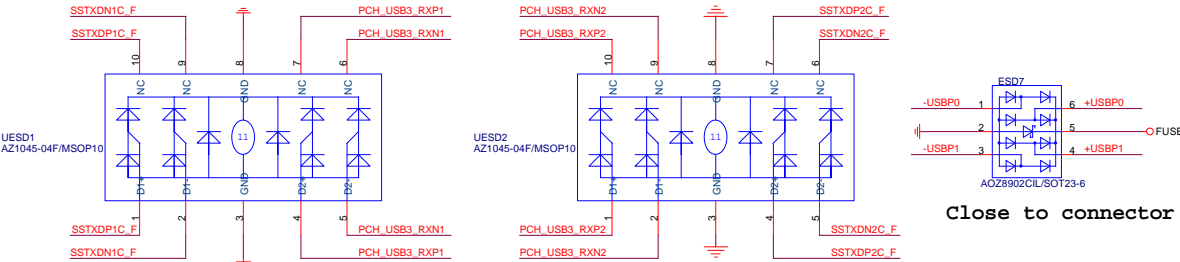 SSTXDN1C_F
PCH_USB3_RXP1
SSTXDP1C_F
PCH_USB3_RXN1
10
9
8
7
6
NC
NC
GND
NC
NC
UESD1
AZ1045-04F/MSOP10
11
D1+
D1-
GND
D2+
D2-
1
2
3
4
5
SSTXDP1C_F
PCH_USB3_RXN1
SSTXDN1C_F
PCH_USB3_RXP1
PCH_USB3_RXN2
SSTXDP2C_F
PCH_USB3_RXP2
SSTXDN2C_F
10
9
8
7
6
NC
NC
GND
NC
NC
UESD2
AZ1045-04F/MSOP10
11
D1+
D1-
GND
D2+
D2-
1
2
3
4
5
PCH_USB3_RXP2
SSTXDN2C_F
PCH_USB3_RXN2
SSTXDP2C_F
ESD7
-USBP0
1
6
+USBP0
2
5
FUSE
-USBP1
3
4
+USBP1
AOZ8902CIL/SOT23-6
Close to connector